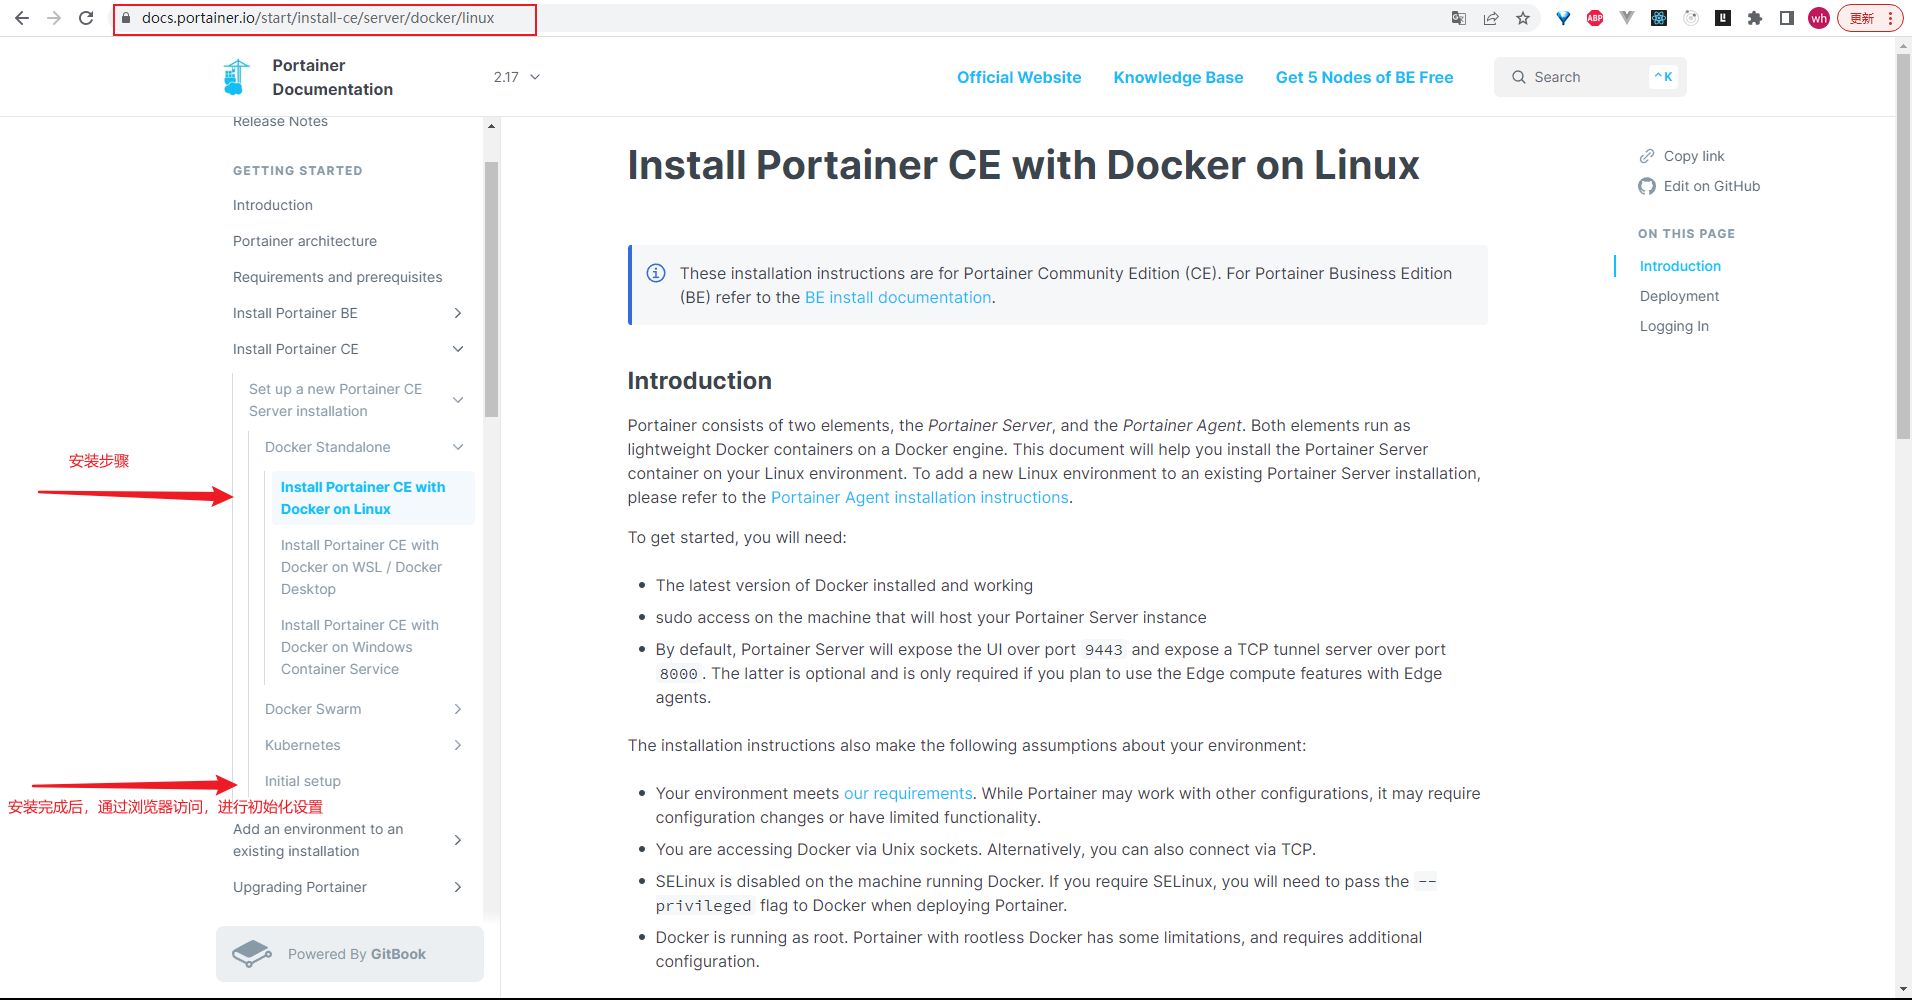 docs.portainer.io/start/install-ce/server/docker/linux
ABP
wh
更新
Portainer
Documentation
2.17
Official Website
Knowledge Base
Get 5 Nodes of BE Free
Search
^K
Release Notes
GETTING STARTED
Introduction
Portainer architecture
Requirements and prerequisites
Install Portainer BE
Install Portainer CE
Set up a new Portainer CE
Server installation
Docker Standalone
安装步骤
Install Portainer CE with
Docker on Linux
Install Portainer CE with
Docker on WSL / Docker
Desktop
Install Portainer CE with
Docker on Windows
Container Service
Docker Swarm
Kubernetes
Initial setup
安装完成后，通过浏览器访问，进行初始化设置
Add an environment to an
existing installation
Upgrading Portainer
Powered By GitBook
Install Portainer CE with Docker on Linux
These installation instructions are for Portainer Community Edition (CE). For Portainer Business Edition
(BE) refer to the BE install documentation.
Introduction
Portainer consists of two elements, the Portainer Server, and the Portainer Agent. Both elements run as
lightweight Docker containers on a Docker engine. This document will help you install the Portainer Server
container on your Linux environment. To add a new Linux environment to an existing Portainer Server installation,
please refer to the Portainer Agent installation instructions.
To get started, you will need:
• The latest version of Docker installed and working
• sudo access on the machine that will host your Portainer Server instance
• By default, Portainer Server will expose the UI over port 9443 and expose a TCP tunnel server over port
8000. The latter is optional and is only required if you plan to use the Edge compute features with Edge
agents.
The installation instructions also make the following assumptions about your environment:
• Your environment meets our requirements. While Portainer may work with other configurations, it may require
configuration changes or have limited functionality.
• You are accessing Docker via Unix sockets. Alternatively, you can also connect via TCP.
• SELinux is disabled on the machine running Docker. If you require SELinux, you will need to pass the --
privileged flag to Docker when deploying Portainer.
• Docker is running as root. Portainer with rootless Docker has some limitations, and requires additional
configuration.
Copy link
Edit on GitHub
ON THIS PAGE
Introduction
Deployment
Logging In